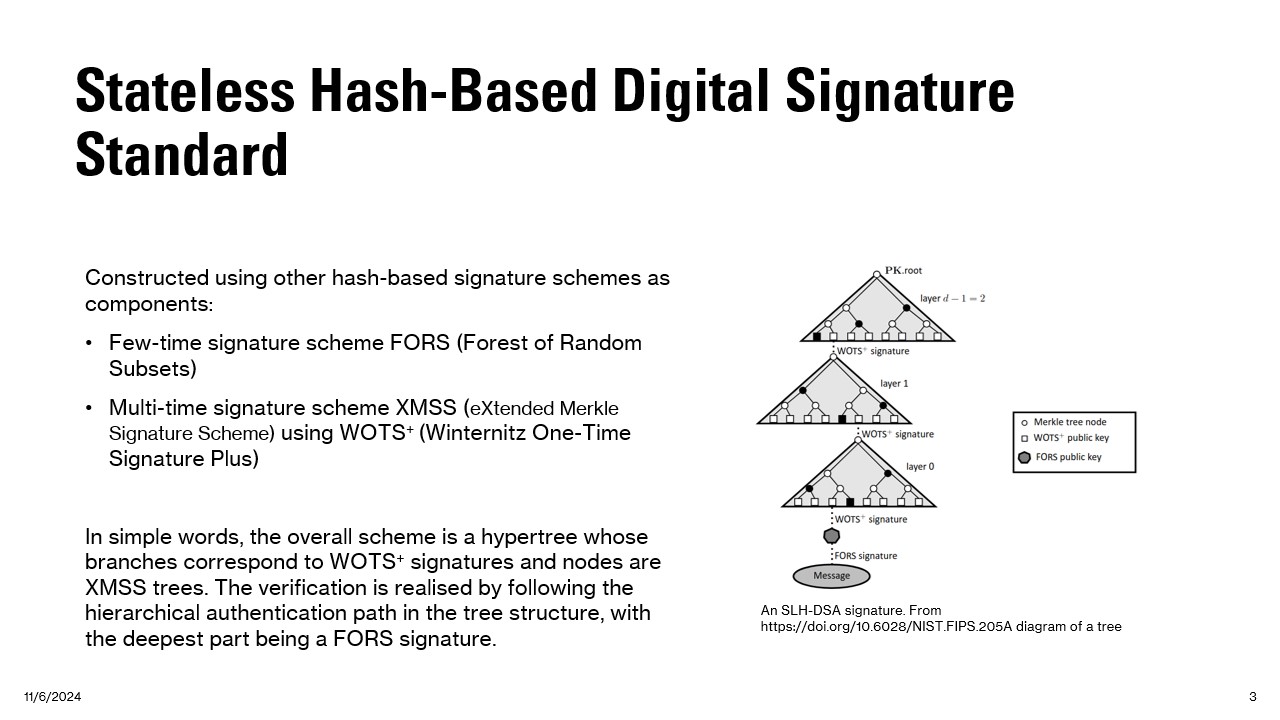 Stateless Hash-Based Digital Signature
Standard
Constructed using other hash-based signature schemes as
components:
• Few-time signature scheme FORS (Forest of Random
Subsets)
• Multi-time signature scheme XMSS (eXtended Merkle
Signature Scheme) using WOTS⁺ (Winternitz One-Time
Signature Plus)
In simple words, the overall scheme is a hypertree whose
branches correspond to WOTS⁺ signatures and nodes are
XMSS trees. The verification is realised by following the
hierarchical authentication path in the tree structure, with
the deepest part being a FORS signature.
PK.root
layer d − 1 = 2
WOTS⁺ signature
layer 1
WOTS⁺ signature
layer 0
WOTS⁺ signature
FORS signature
Message
Merkle tree node
WOTS⁺ public key
FORS public key
An SLH-DSA signature. From
https://doi.org/10.6028/NIST.FIPS.205A diagram of a tree
11/6/2024
3